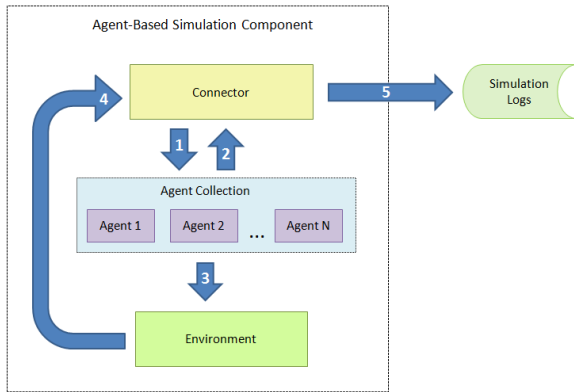 Agent-Based Simulation Component
Connector
4
5
Simulation
Logs
1
2
Agent Collection
Agent 1
Agent 2
...
Agent N
3
Environment